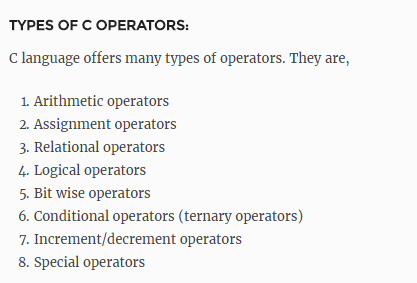 TYPES OF C OPERATORS:
C language offers many types of operators. They are,
1. Arithmetic operators
2. Assignment operators
3. Relational operators
4. Logical operators
5. Bit wise operators
6. Conditional operators (ternary operators)
7. Increment/decrement operators
8. Special operators